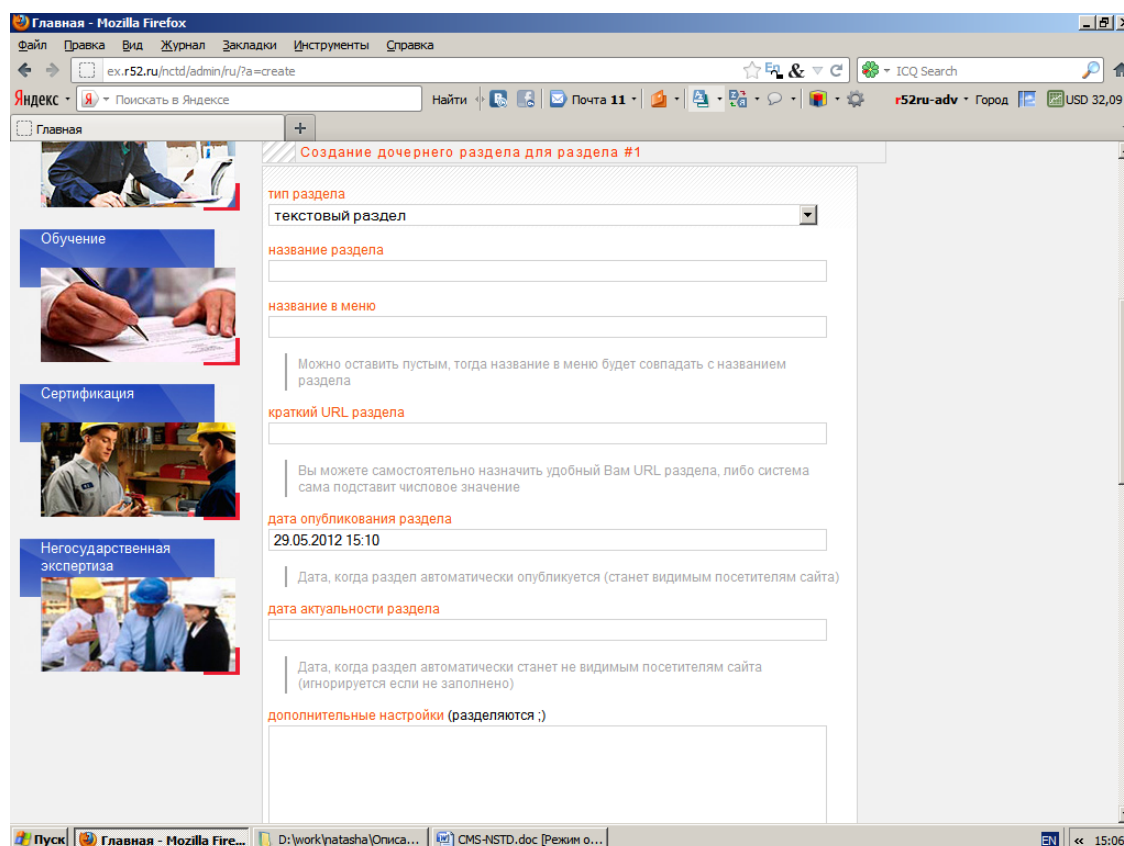 Главная - Mozilla Firefox
Файл Правка Вид Журнал Закладки Инструменты Справка
ex.r52.ru/nctd/admin/ru/?a=create
ICQ Search
Яндекс Поискать в Яндексе Найти Почта 11 r52ru-adv Город USD 32,09
Главная
Создание дочернего раздела для раздела #1
тип раздела
текстовый раздел
Обучение
название раздела
название в меню
Можно оставить пустым, тогда название в меню будет совпадать с названием
раздела
Сертификация
краткий URL раздела
Вы можете самостоятельно назначить удобный Вам URL раздела, либо система
сама подставит числовое значение
дата опубликования раздела
29.05.2012 15:10
Негосударственная
экспертиза
Дата, когда раздел автоматически опубликуется (станет видимым посетителям сайта)
дата актуальности раздела
Дата, когда раздел автоматически станет не видимым посетителям сайта
(игнорируется если не заполнено)
дополнительные настройки (разделяются ;)
Пуск Главная - Mozilla Fire... D:\work\natasha\Описа... CMS-NSTD.doc [Режим о... EN « 15:06